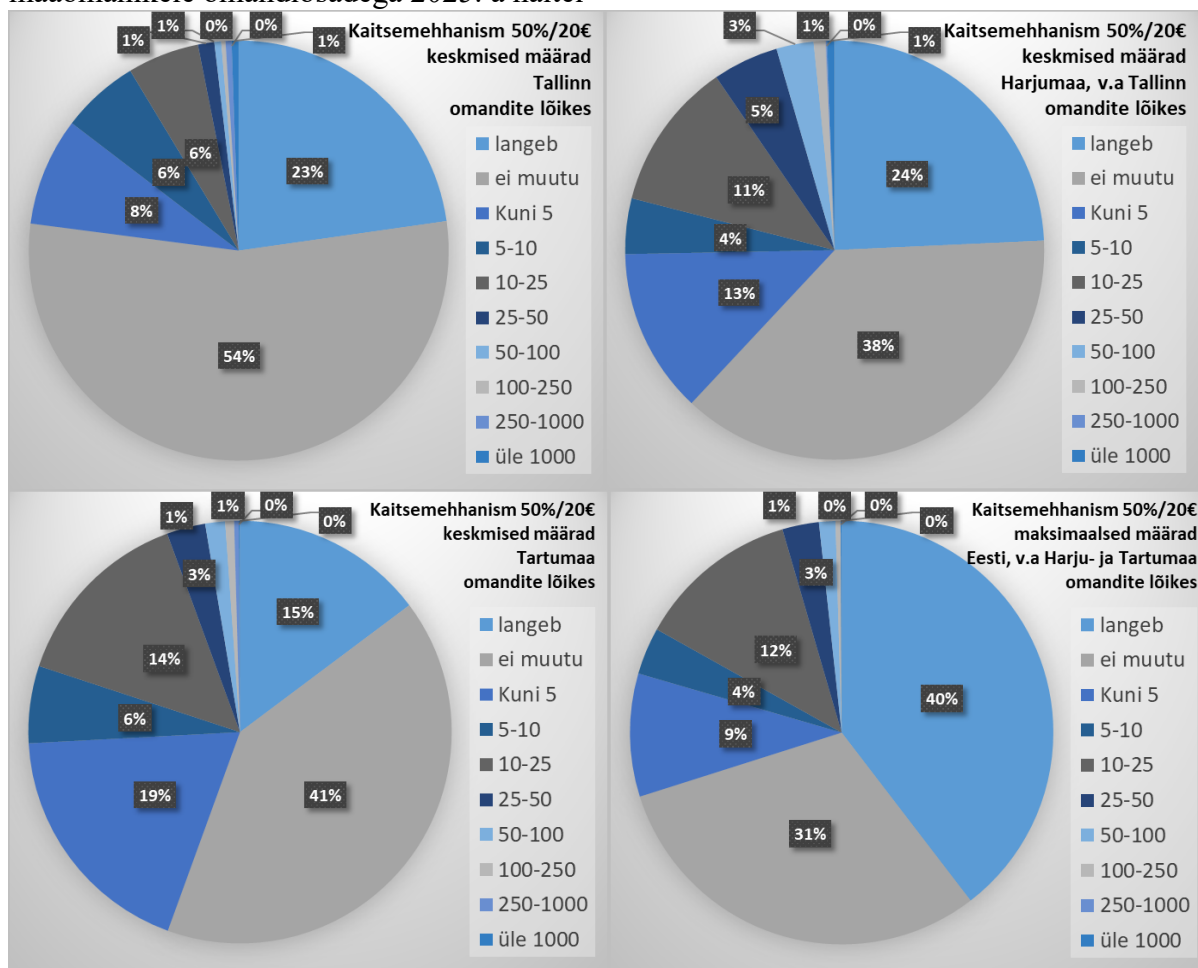 maaomanikele omandiosadega a näitel
1% 0% 0%
1% 1%
Kaitsemehhanism 50%/20€
keskmised määrad
Tallinn
omandite lõikes
6%
6%
8%
23%
54%
langeb
ei muutu
Kuni 5
5-10
10-25
25-50
50-100
100-250
250-1000
üle 1000
3% 1% 0%
1%
Kaitsemehhanism 50%/20€
keskmised määrad
Harjumaa, v.a Tallinn
omandite lõikes
5%
11%
4%
13%
24%
38%
langeb
ei muutu
Kuni 5
5-10
10-25
25-50
50-100
100-250
250-1000
üle 1000
1% 1% 0%
0%
Kaitsemehhanism 50%/20€
keskmised määrad
Tartumaa
omandite lõikes
3%
14%
6%
19%
15%
41%
langeb
ei muutu
Kuni 5
5-10
10-25
25-50
50-100
100-250
250-1000
üle 1000
1% 0% 0%
0%
Kaitsemehhanism 50%/20€
maksimaalsed määrad
Eesti, v.a Harju- ja Tartumaa
omandite lõikes
3%
12%
4%
9%
40%
31%
langeb
ei muutu
Kuni 5
5-10
10-25
25-50
50-100
100-250
250-1000
üle 1000